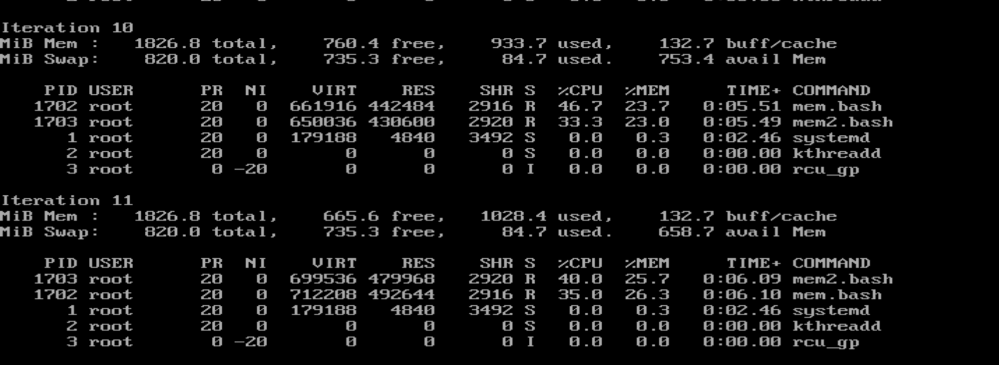 Iteration 10
MiB Mem :   1826.8 total,    760.4 free,    933.7 used,    132.7 buff/cache
MiB Swap:    820.0 total,    735.3 free,     84.7 used.    753.4 avail Mem
    PID USER      PR  NI    VIRT    RES    SHR S  %CPU  %MEM     TIME+ COMMAND
   1702 root      20   0  661916 442484   2916 R  46.7  23.7   0:05.51 mem.bash
   1703 root      20   0  650036 430600   2920 R  33.3  23.0   0:05.49 mem2.bash
      1 root      20   0  179188   4840   3492 S   0.0   0.3   0:02.46 systemd
      2 root      20   0       0      0      0 S   0.0   0.0   0:00.00 kthreadd
      3 root       0 -20       0      0      0 I   0.0   0.0   0:00.00 rcu_gp
Iteration 11
MiB Mem :   1826.8 total,    665.6 free,   1028.4 used,    132.7 buff/cache
MiB Swap:    820.0 total,    735.3 free,     84.7 used.    658.7 avail Mem
    PID USER      PR  NI    VIRT    RES    SHR S  %CPU  %MEM     TIME+ COMMAND
   1703 root      20   0  699536 479968   2920 R  40.0  25.7   0:06.09 mem2.bash
   1702 root      20   0  712208 492644   2916 R  35.0  26.3   0:06.10 mem.bash
      1 root      20   0  179188   4840   3492 S   0.0   0.3   0:02.46 systemd
      2 root      20   0       0      0      0 S   0.0   0.0   0:00.00 kthreadd
      3 root       0 -20       0      0      0 I   0.0   0.0   0:00.00 rcu_gp